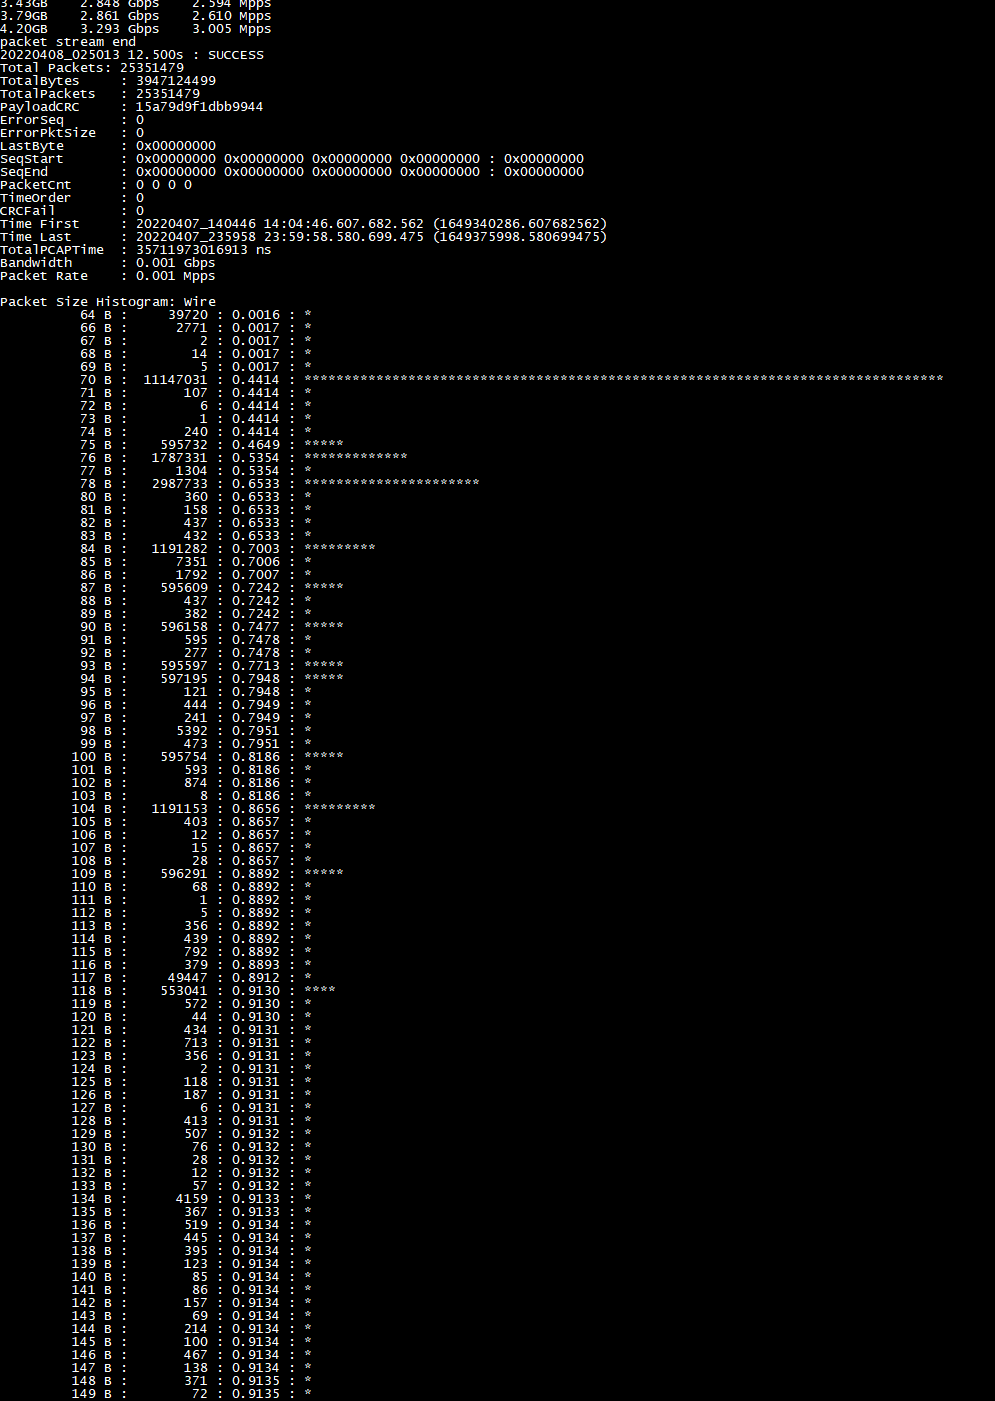 3.43GB    2.848 Gbps    2.594 Mpps
3.79GB    2.861 Gbps    2.610 Mpps
4.20GB    3.293 Gbps    3.005 Mpps
packet stream end
20220408_025013 12.500s : SUCCESS
Total Packets: 25351479
TotalBytes     : 3947124499
TotalPackets   : 25351479
PayloadCRC     : 15a79d9f1dbb9944
ErrorSeq       : 0
ErrorPktSize   : 0
LastByte       : 0x00000000
SeqStart       : 0x00000000 0x00000000 0x00000000 0x00000000 : 0x00000000
SeqEnd         : 0x00000000 0x00000000 0x00000000 0x00000000 : 0x00000000
PacketCnt      : 0 0 0 0
TimeOrder      : 0
CRCFail        : 0
Time First     : 20220407_140446 14:04:46.607.682.562 (1649340286.607682562)
Time Last      : 20220407_235958 23:59:58.580.699.475 (1649375998.580699475)
TotalPCAPTime  : 35711973016913 ns
Bandwidth      : 0.001 Gbps
Packet Rate    : 0.001 Mpps
Packet Size Histogram: Wire
64 B :     39720 : 0.0016 : *
66 B :      2771 : 0.0017 : *
67 B :         2 : 0.0017 : *
68 B :        14 : 0.0017 : *
69 B :         5 : 0.0017 : *
70 B :  11147031 : 0.4414 : ********************************************************************************
71 B :       107 : 0.4414 : *
72 B :         6 : 0.4414 : *
73 B :         1 : 0.4414 : *
74 B :       240 : 0.4414 : *
75 B :    595732 : 0.4649 : *****
76 B :   1787331 : 0.5354 : *************
77 B :      1304 : 0.5354 : *
78 B :   2987733 : 0.6533 : **********************
80 B :       360 : 0.6533 : *
81 B :       158 : 0.6533 : *
82 B :       437 : 0.6533 : *
83 B :       432 : 0.6533 : *
84 B :   1191282 : 0.7003 : *********
85 B :      7351 : 0.7006 : *
86 B :      1792 : 0.7007 : *
87 B :    595609 : 0.7242 : *****
88 B :       437 : 0.7242 : *
89 B :       382 : 0.7242 : *
90 B :    596158 : 0.7477 : *****
91 B :       595 : 0.7478 : *
92 B :       277 : 0.7478 : *
93 B :    595597 : 0.7713 : *****
94 B :    597195 : 0.7948 : *****
95 B :       121 : 0.7948 : *
96 B :       444 : 0.7949 : *
97 B :       241 : 0.7949 : *
98 B :      5392 : 0.7951 : *
99 B :       473 : 0.7951 : *
100 B :    595754 : 0.8186 : *****
101 B :       593 : 0.8186 : *
102 B :       874 : 0.8186 : *
103 B :         8 : 0.8186 : *
104 B :   1191153 : 0.8656 : *********
105 B :       403 : 0.8657 : *
106 B :        12 : 0.8657 : *
107 B :        15 : 0.8657 : *
108 B :        28 : 0.8657 : *
109 B :    596291 : 0.8892 : *****
110 B :        68 : 0.8892 : *
111 B :         1 : 0.8892 : *
112 B :         5 : 0.8892 : *
113 B :       356 : 0.8892 : *
114 B :       439 : 0.8892 : *
115 B :       792 : 0.8892 : *
116 B :       379 : 0.8893 : *
117 B :     49447 : 0.8912 : *
118 B :    553041 : 0.9130 : ****
119 B :       572 : 0.9130 : *
120 B :        44 : 0.9130 : *
121 B :       434 : 0.9131 : *
122 B :       713 : 0.9131 : *
123 B :       356 : 0.9131 : *
124 B :         2 : 0.9131 : *
125 B :       118 : 0.9131 : *
126 B :       187 : 0.9131 : *
127 B :         6 : 0.9131 : *
128 B :       413 : 0.9131 : *
129 B :       507 : 0.9132 : *
130 B :        76 : 0.9132 : *
131 B :        28 : 0.9132 : *
132 B :        12 : 0.9132 : *
133 B :        57 : 0.9132 : *
134 B :      4159 : 0.9133 : *
135 B :       367 : 0.9133 : *
136 B :       519 : 0.9134 : *
137 B :       445 : 0.9134 : *
138 B :       395 : 0.9134 : *
139 B :       123 : 0.9134 : *
140 B :        85 : 0.9134 : *
141 B :        86 : 0.9134 : *
142 B :       157 : 0.9134 : *
143 B :        69 : 0.9134 : *
144 B :       214 : 0.9134 : *
145 B :       100 : 0.9134 : *
146 B :       467 : 0.9134 : *
147 B :       138 : 0.9134 : *
148 B :       371 : 0.9135 : *
149 B :        72 : 0.9135 : *